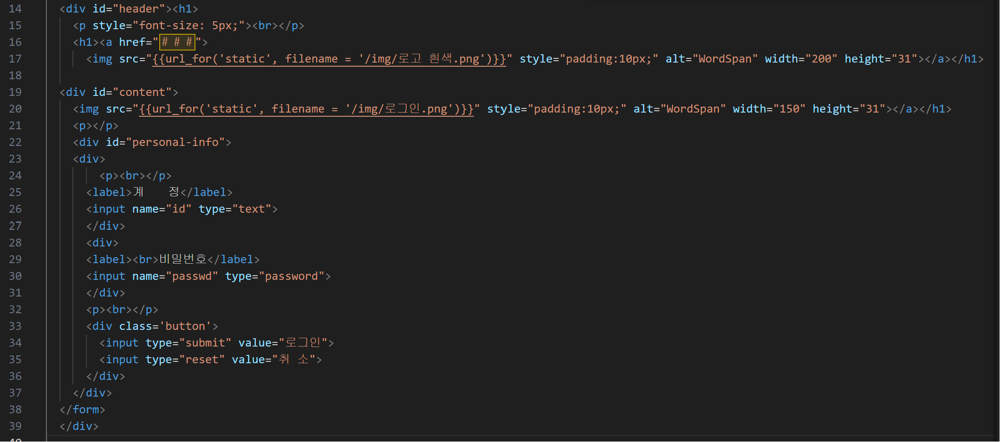 14 <div id="header"><h1>
15 <p style="font-size: 5px;"><br></p>
16 <h1><a href="# # #">
17 <img src="{{url_for('static', filename = '/img/로고 흰색.png')}}" style="padding:10px;" alt="WordSpan" width="200" height="31"></a></h1>
18
19 <div id="content">
20 <img src="{{url_for('static', filename = '/img/로그인.png')}}" style="padding:10px;" alt="WordSpan" width="150" height="31"></a></h1>
21 <p></p>
22 <div id="personal-info">
23 <div>
24 <p><br></p>
25 <label>계 정</label>
26 <input name="id" type="text">
27 </div>
28 <div>
29 <label><br>비밀번호</label>
30 <input name="passwd" type="password">
31 </div>
32 <p><br></p>
33 <div class='button'>
34 <input type="submit" value="로그인">
35 <input type="reset" value="취 소">
36 </div>
37 </div>
38 </form>
39 </div>